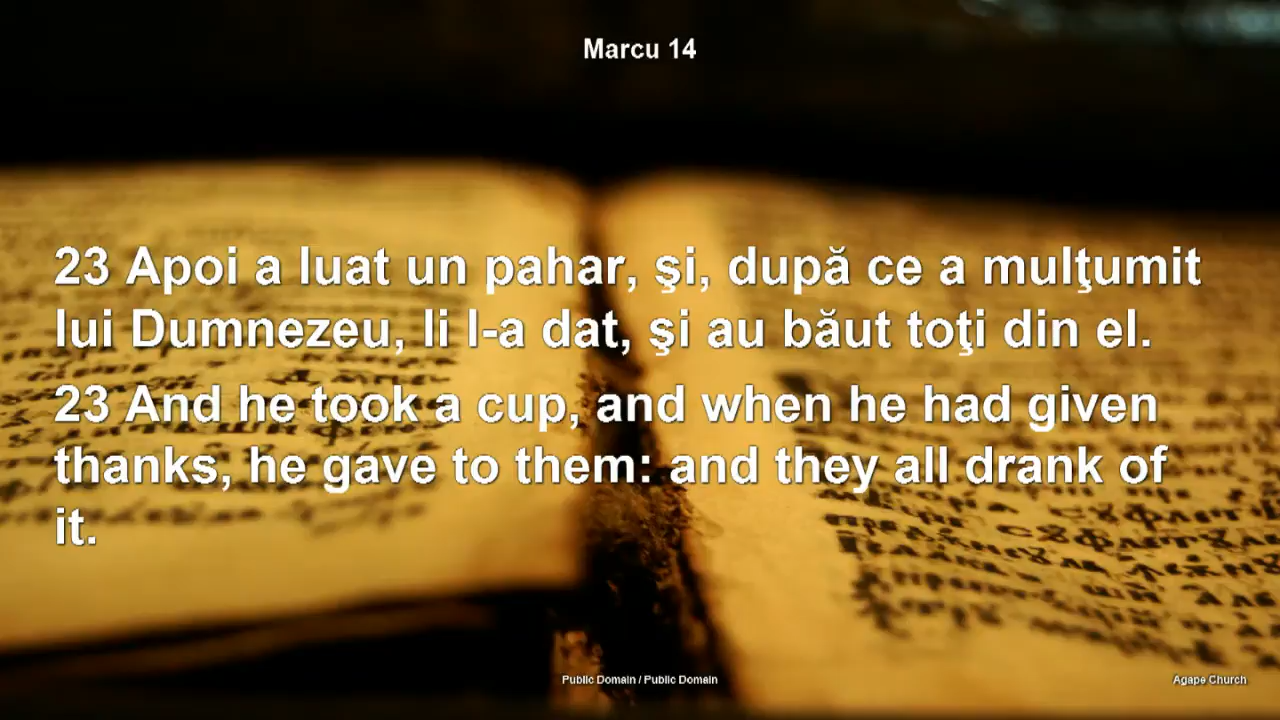 Marcu 14
23 Apoi a luat un pahar, şi, după ce a mulţumit
lui Dumnezeu, li l-a dat, şi au băut toţi din el.
23 And he took a cup, and when he had given
thanks, he gave to them: and they all drank of
it.
Public Domain / Public Domain
Agape Church